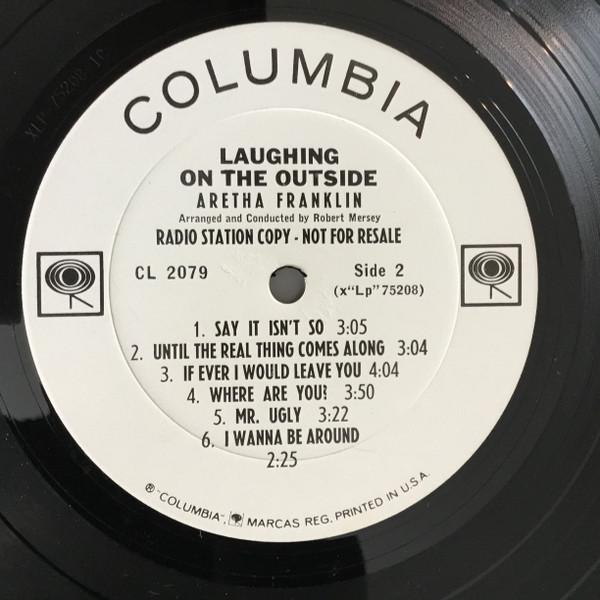 COLUMBIA
LAUGHING
ON THE OUTSIDE
ARETHA FRANKLIN
Arranged and Conducted by Robert Mersey
RADIO STATION COPY - NOT FOR RESALE
CL 2079
Side 2
(x"Lp"75208)
1. SAY IT ISN'T SO 3:05
2. UNTIL THE REAL THING COMES ALONG 3:04
3. IF EVER I WOULD LEAVE YOU 4:04
4. WHERE ARE YOU? 3:50
5. MR. UGLY 3:22
6. I WANNA BE AROUND
2:25
® "COLUMBIA", MARCAS REG. PRINTED IN U.S.A.
XLP 75208